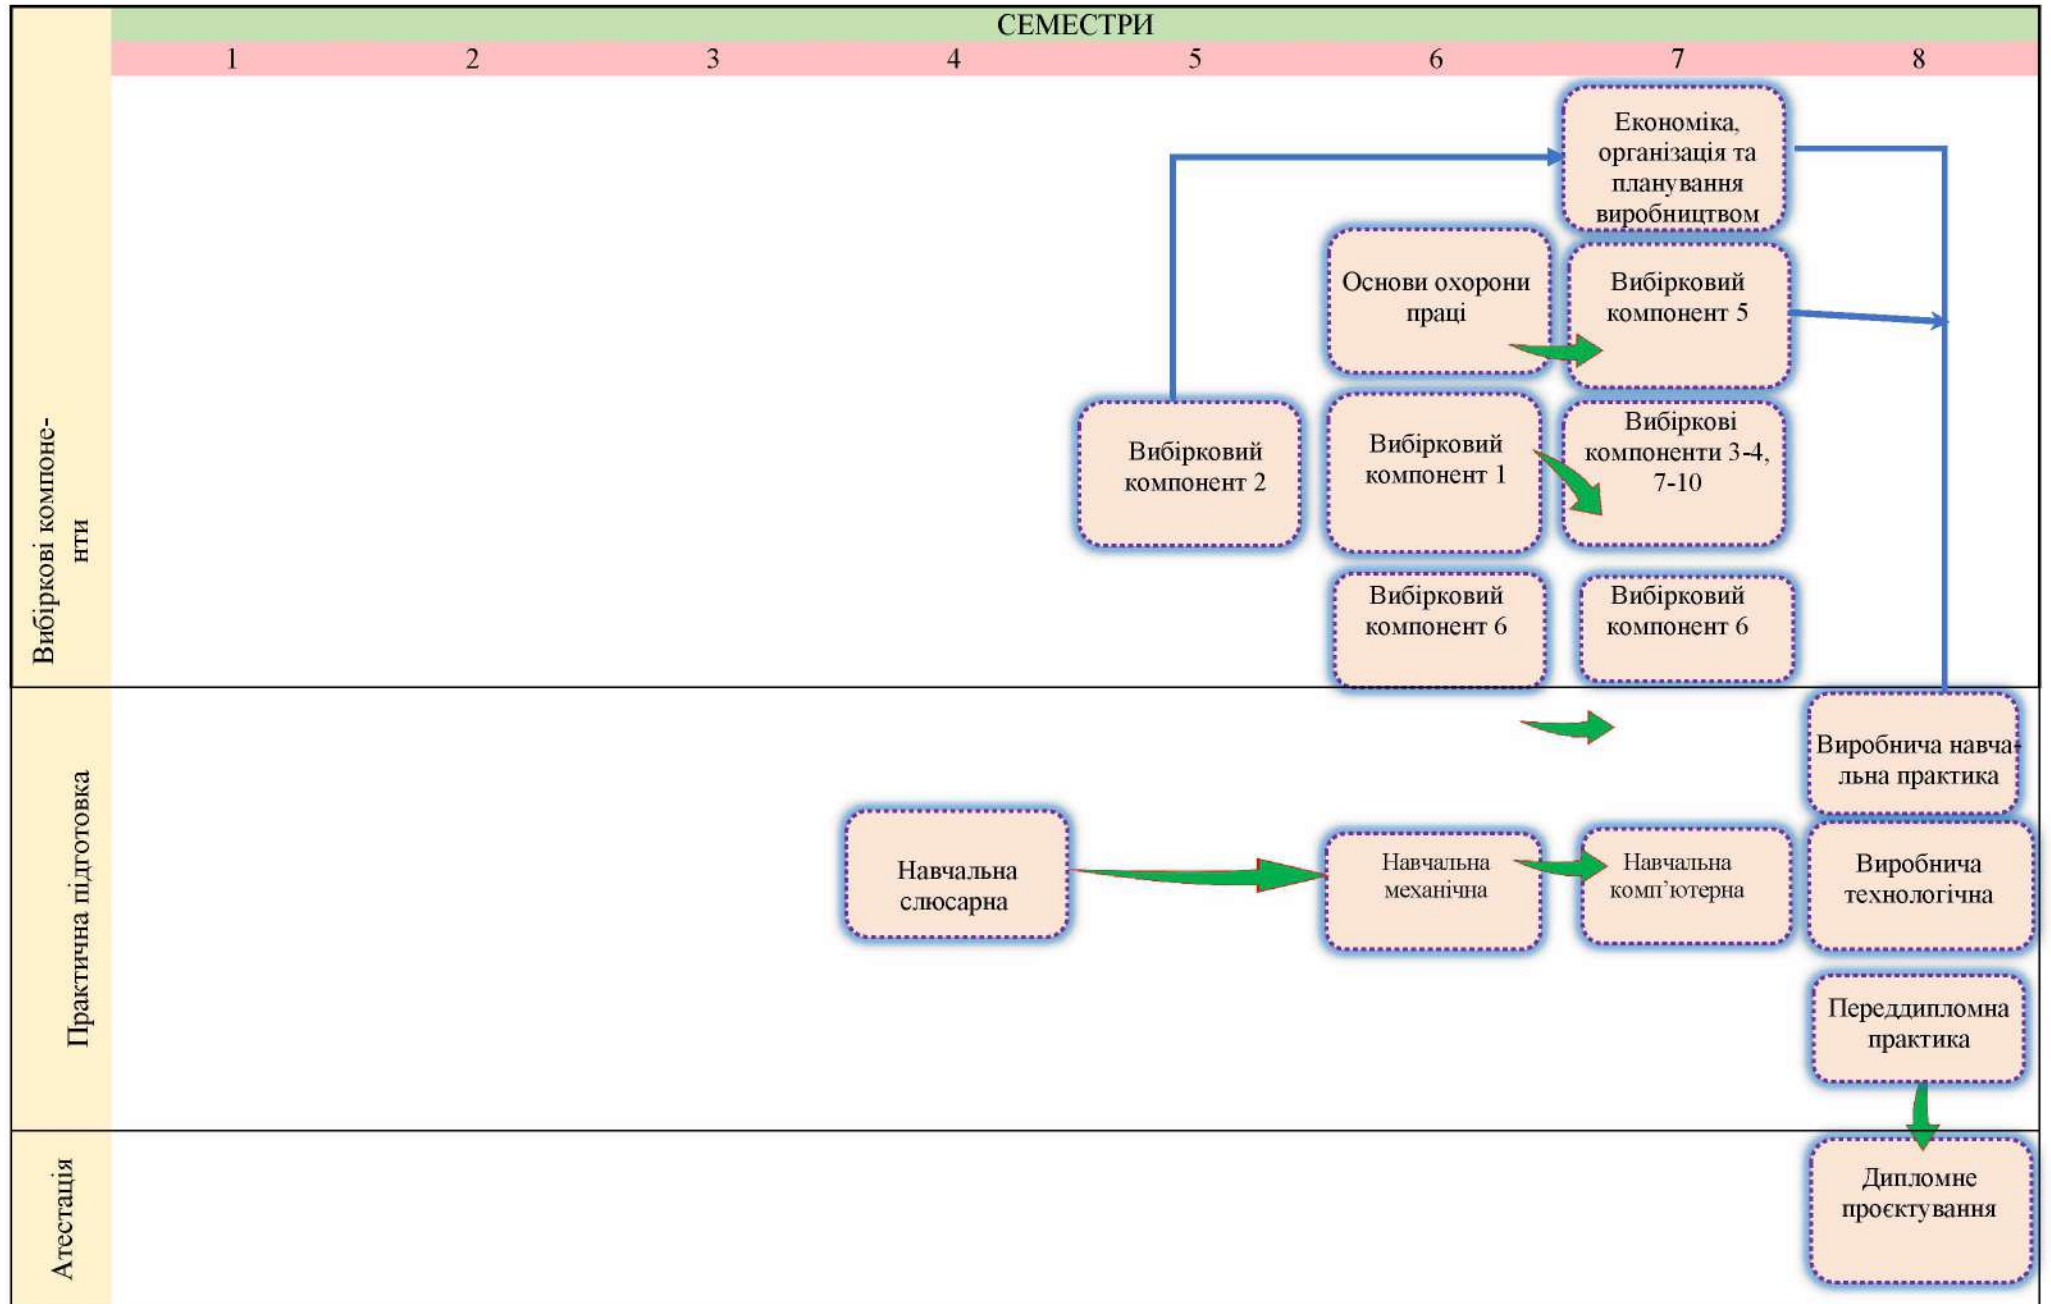 СЕМЕСТРИ
1 2 3 4 5 6 7 8
Вибіркові компоне-
нти
Економіка,
організація та
планування
виробництвом
Основи охорони
праці
Вибірковий
компонент 5
Вибірковий
компонент 2
Вибірковий
компонент 1
Вибіркові
компоненти 3-4,
7-10
Вибірковий
компонент 6
Вибірковий
компонент 6
Практична підготовка
Виробнича навча-
льна практика
Навчальна
слюсарна
Навчальна
механічна
Навчальна
комп’ютерна
Виробнича
технологічна
Переддипломна
практика
Атестація
Дипломне
проєктування